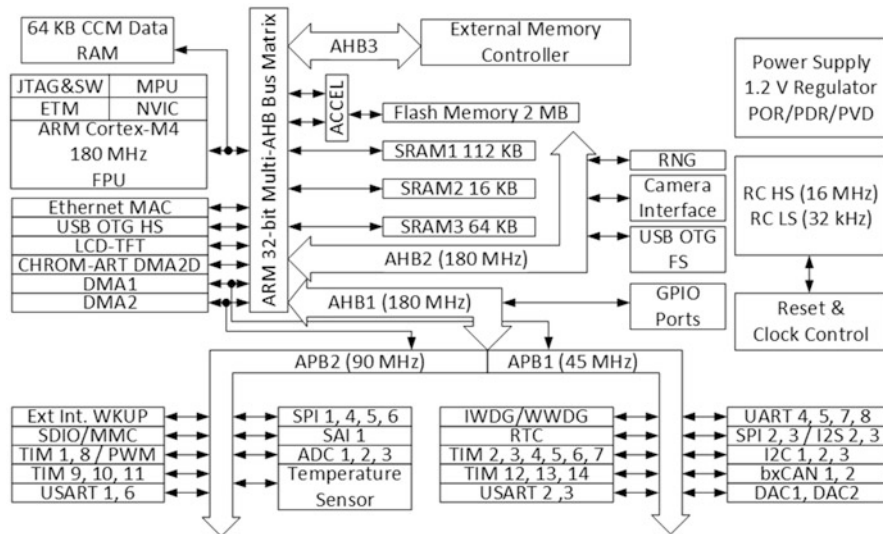 64 KB CCM Data
RAM
JTAG&SW
MPU
ETM
NVIC
ARM Cortex-M4
180 MHz
FPU
Ethernet MAC
USB OTG HS
LCD-TFT
CHROM-ART DMA2D
DMA1
DMA2
ARM 32-bit Multi-AHB Bus Matrix
AHB3
External Memory
Controller
ACCEL
Flash Memory 2 MB
SRAM1 112 KB
SRAM2 16 KB
SRAM3 64 KB
AHB2 (180 MHz)
AHB1 (180 MHz)
RNG
Camera
Interface
USB OTG
FS
GPIO
Ports
Power Supply
1.2 V Regulator
POR/PDR/PVD
RC HS (16 MHz)
RC LS (32 kHz)
Reset &
Clock Control
APB2 (90 MHz)
APB1 (45 MHz)
Ext Int. WKUP
SDIO/MMC
TIM 1, 8 / PWM
TIM 9, 10, 11
USART 1, 6
SPI 1, 4, 5, 6
SAI 1
ADC 1, 2, 3
Temperature
Sensor
IWDG/WWDG
RTC
TIM 2, 3, 4, 5, 6, 7
TIM 12, 13, 14
USART 2 ,3
UART 4, 5, 7, 8
SPI 2, 3 / I2S 2, 3
I2C 1, 2, 3
bxCAN 1, 2
DAC1, DAC2